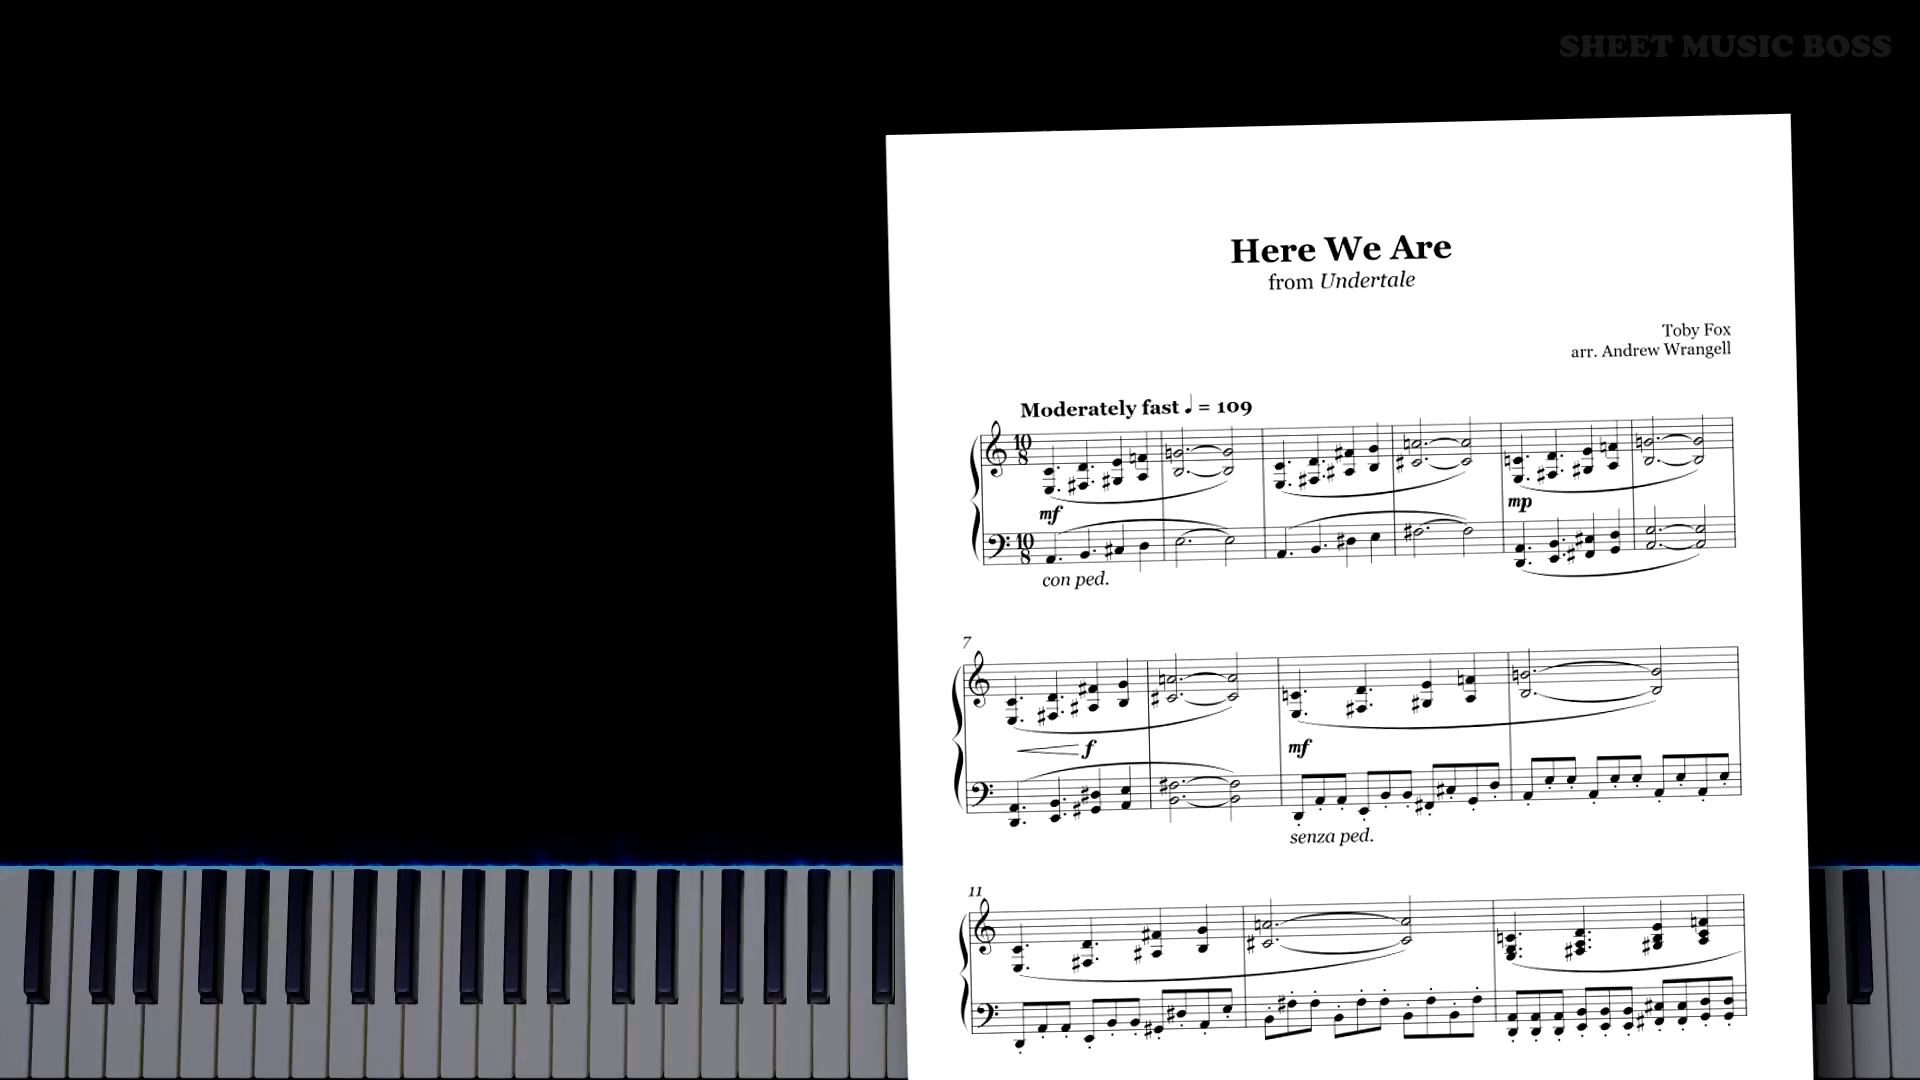 SHEET MUSIC BOSS
Here We Are
from Undertale
Toby Fox
arr. Andrew Wrangell
Moderately fast ♩ = 109
10
8
mf
mp
10
8
con ped.
7
f
mf
senza ped.
11